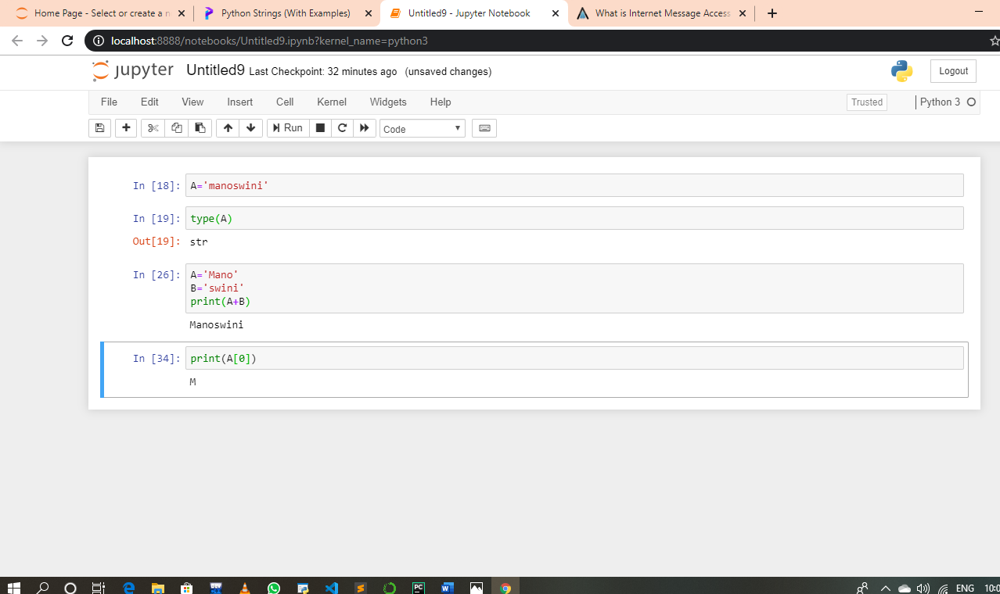 Home Page - Select or create a n
Python Strings (With Examples)
Untitled9 - Jupyter Notebook
What is Internet Message Access
localhost:8888/notebooks/Untitled9.ipynb?kernel_name=python3
jupyter Untitled9 Last Checkpoint: 32 minutes ago (unsaved changes)
Logout
File Edit View Insert Cell Kernel Widgets Help
Trusted
Python 3
Run
Code
In [18]: A='manoswini'
In [19]: type(A)
Out[19]: str
In [26]: A='Mano'
B='swini'
print(A+B)
Manoswini
In [34]: print(A[0])
M
ENG
10:0